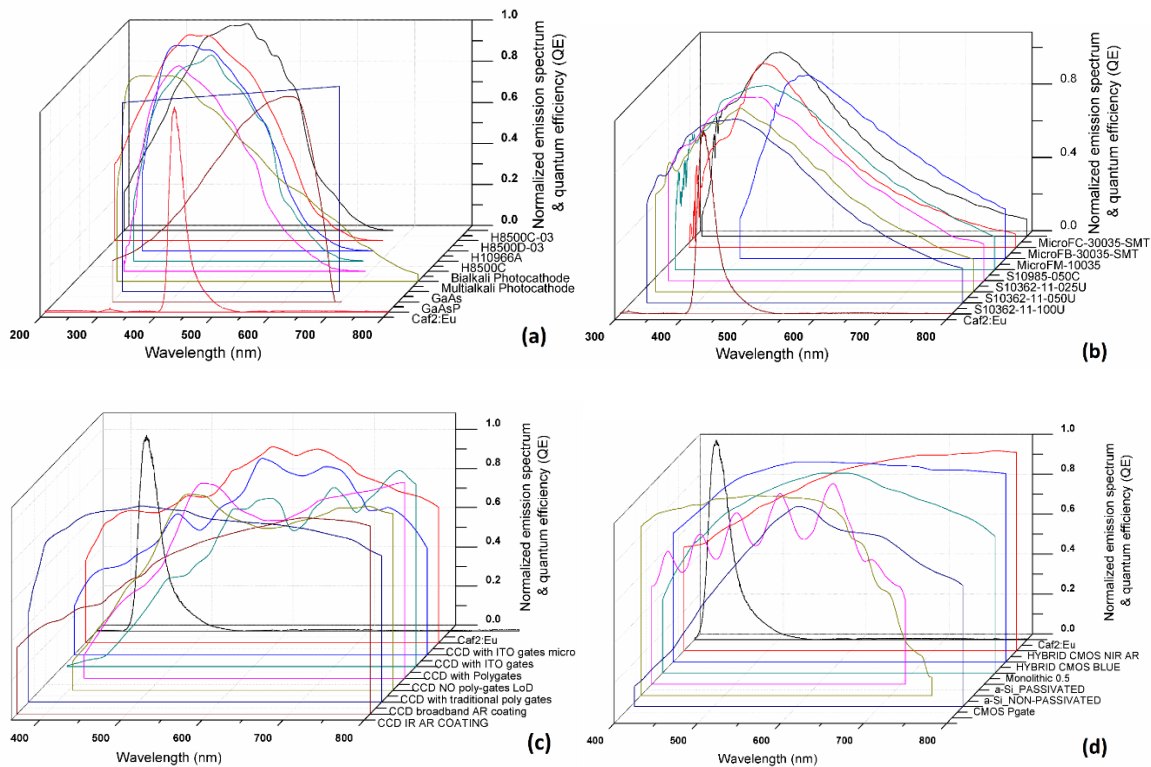 1.0
0.8
0.6
0.4
0.2
0.0
Normalized emission spectrum
& quantum efficiency (QE)
H8500C-03
H8500D-03
H10966A
H8500C
Bialkali Photocathode
Multialkali Photocathode
GaAs
GaAsP
Caf2:Eu
200 300 400 500 600 700 800
Wavelength (nm)
(a)
0.8
0.4
0.0
Normalized emission spectrum
& quantum efficiency (QE)
MicroFC-30035-SMT
MicroFB-30035-SMT
MicroFM-10035
S10985-050C
S10362-11-025U
S10362-11-050U
S10362-11-100U
Caf2:Eu
300 400 500 600 700 800
Wavelength (nm)
(b)
1.0
0.8
0.6
0.4
0.2
0.0
Normalized emission spectrum
& quantum efficiency (QE)
Caf2:Eu
CCD with ITO gates micro
CCD with ITO gates
CCD with Polygates
CCD NO poly-gates LoD
CCD with traditional poly gates
CCD broadband AR coating
CCD IR AR COATING
400 500 600 700 800
Wavelength (nm)
(c)
1.0
0.8
0.6
0.4
0.2
0.0
Normalized emission spectrum
& quantum efficiency (QE)
Caf2:Eu
HYBRID CMOS NIR AR
HYBRID CMOS BLUE
Monolithic 0.5
a-Si_PASSIVATED
a-Si_NON-PASSIVATED
CMOS Pgate
400 500 600 700 800
Wavelength (nm)
(d)